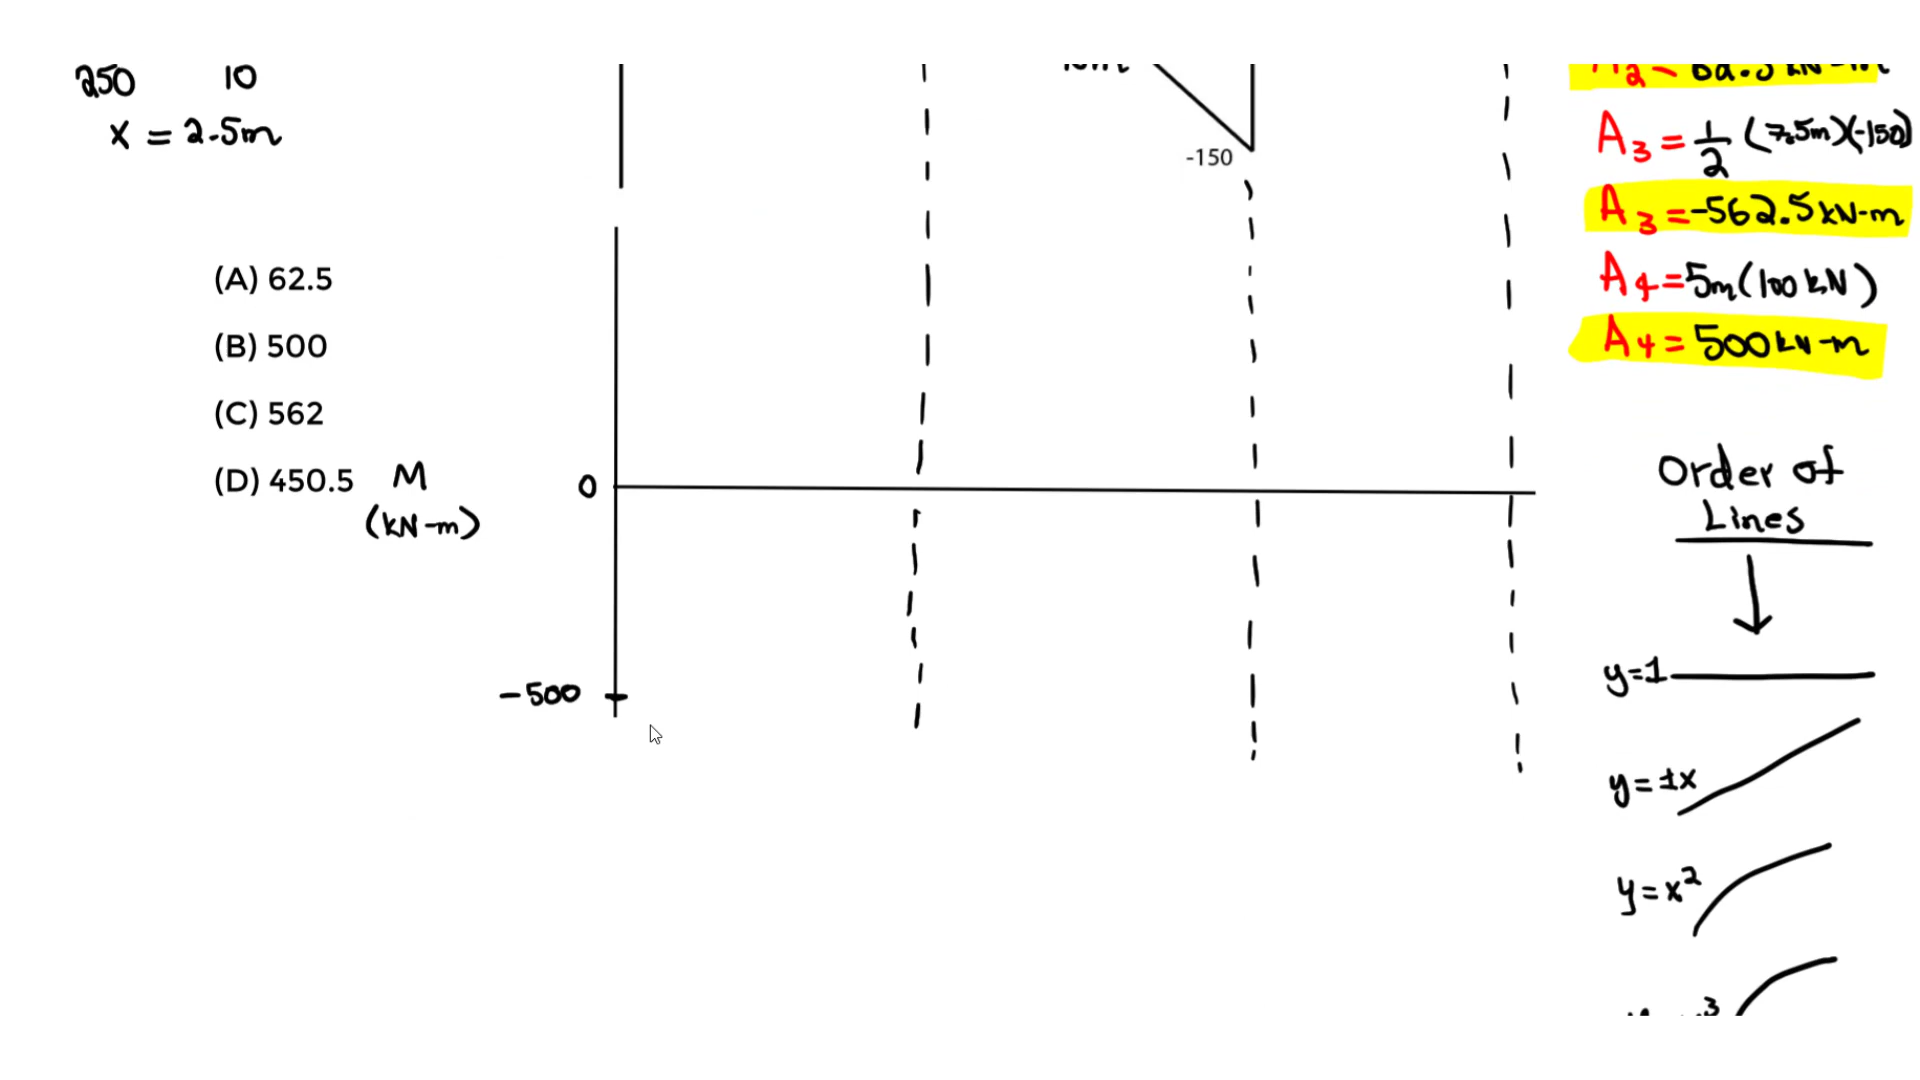 250 10
x = 2.5m
-150
A3 = 1/2 (7.5m)(-150)
A3 = -562.5 kN-m
A4 = 5m(100 kN)
A4 = 500 kN-m
(A) 62.5
(B) 500
(C) 562
(D) 450.5
M
(kN-m)
0
-500
Order of
Lines
y=1
y=±x
y=x²